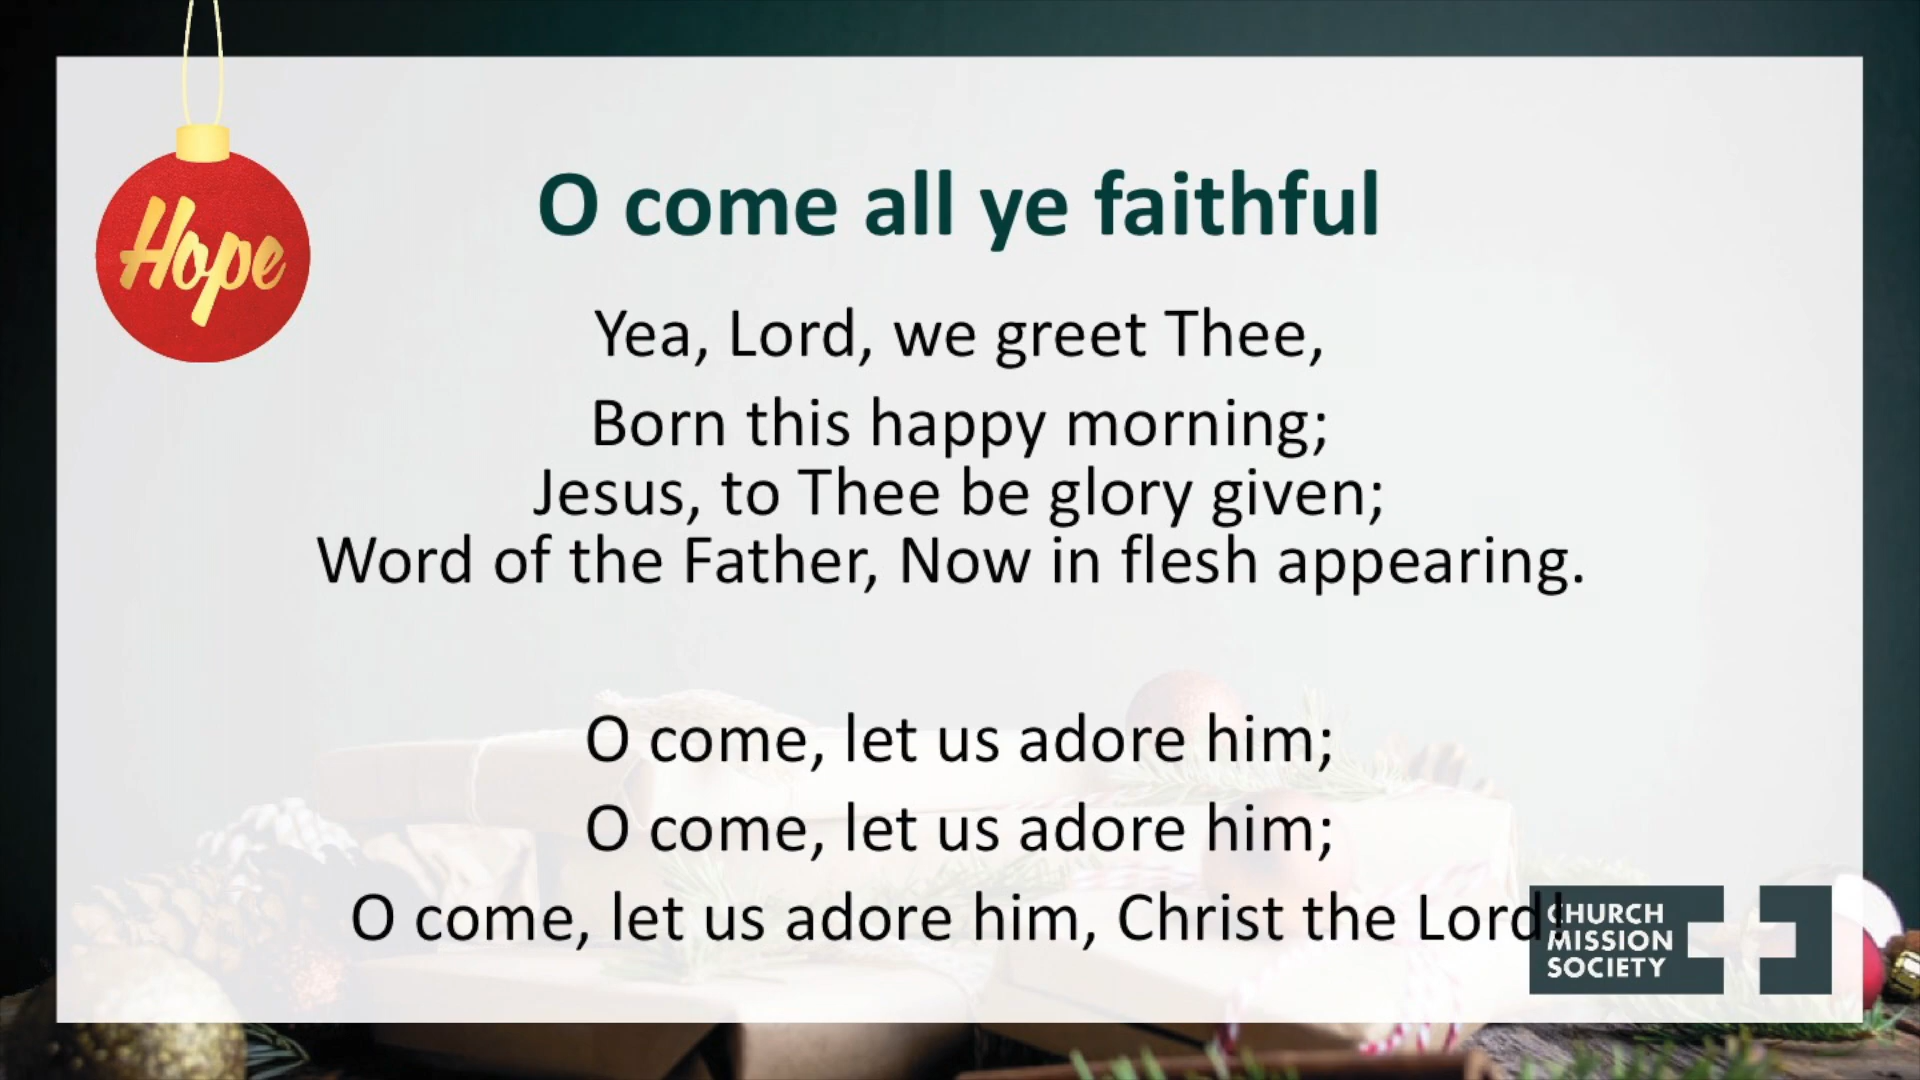 Hope
O come all ye faithful
Yea, Lord, we greet Thee,
Born this happy morning;
Jesus, to Thee be glory given;
Word of the Father, Now in flesh appearing.
O come, let us adore him;
O come, let us adore him;
O come, let us adore him, Christ the Lord!
CHURCH
MISSION
SOCIETY